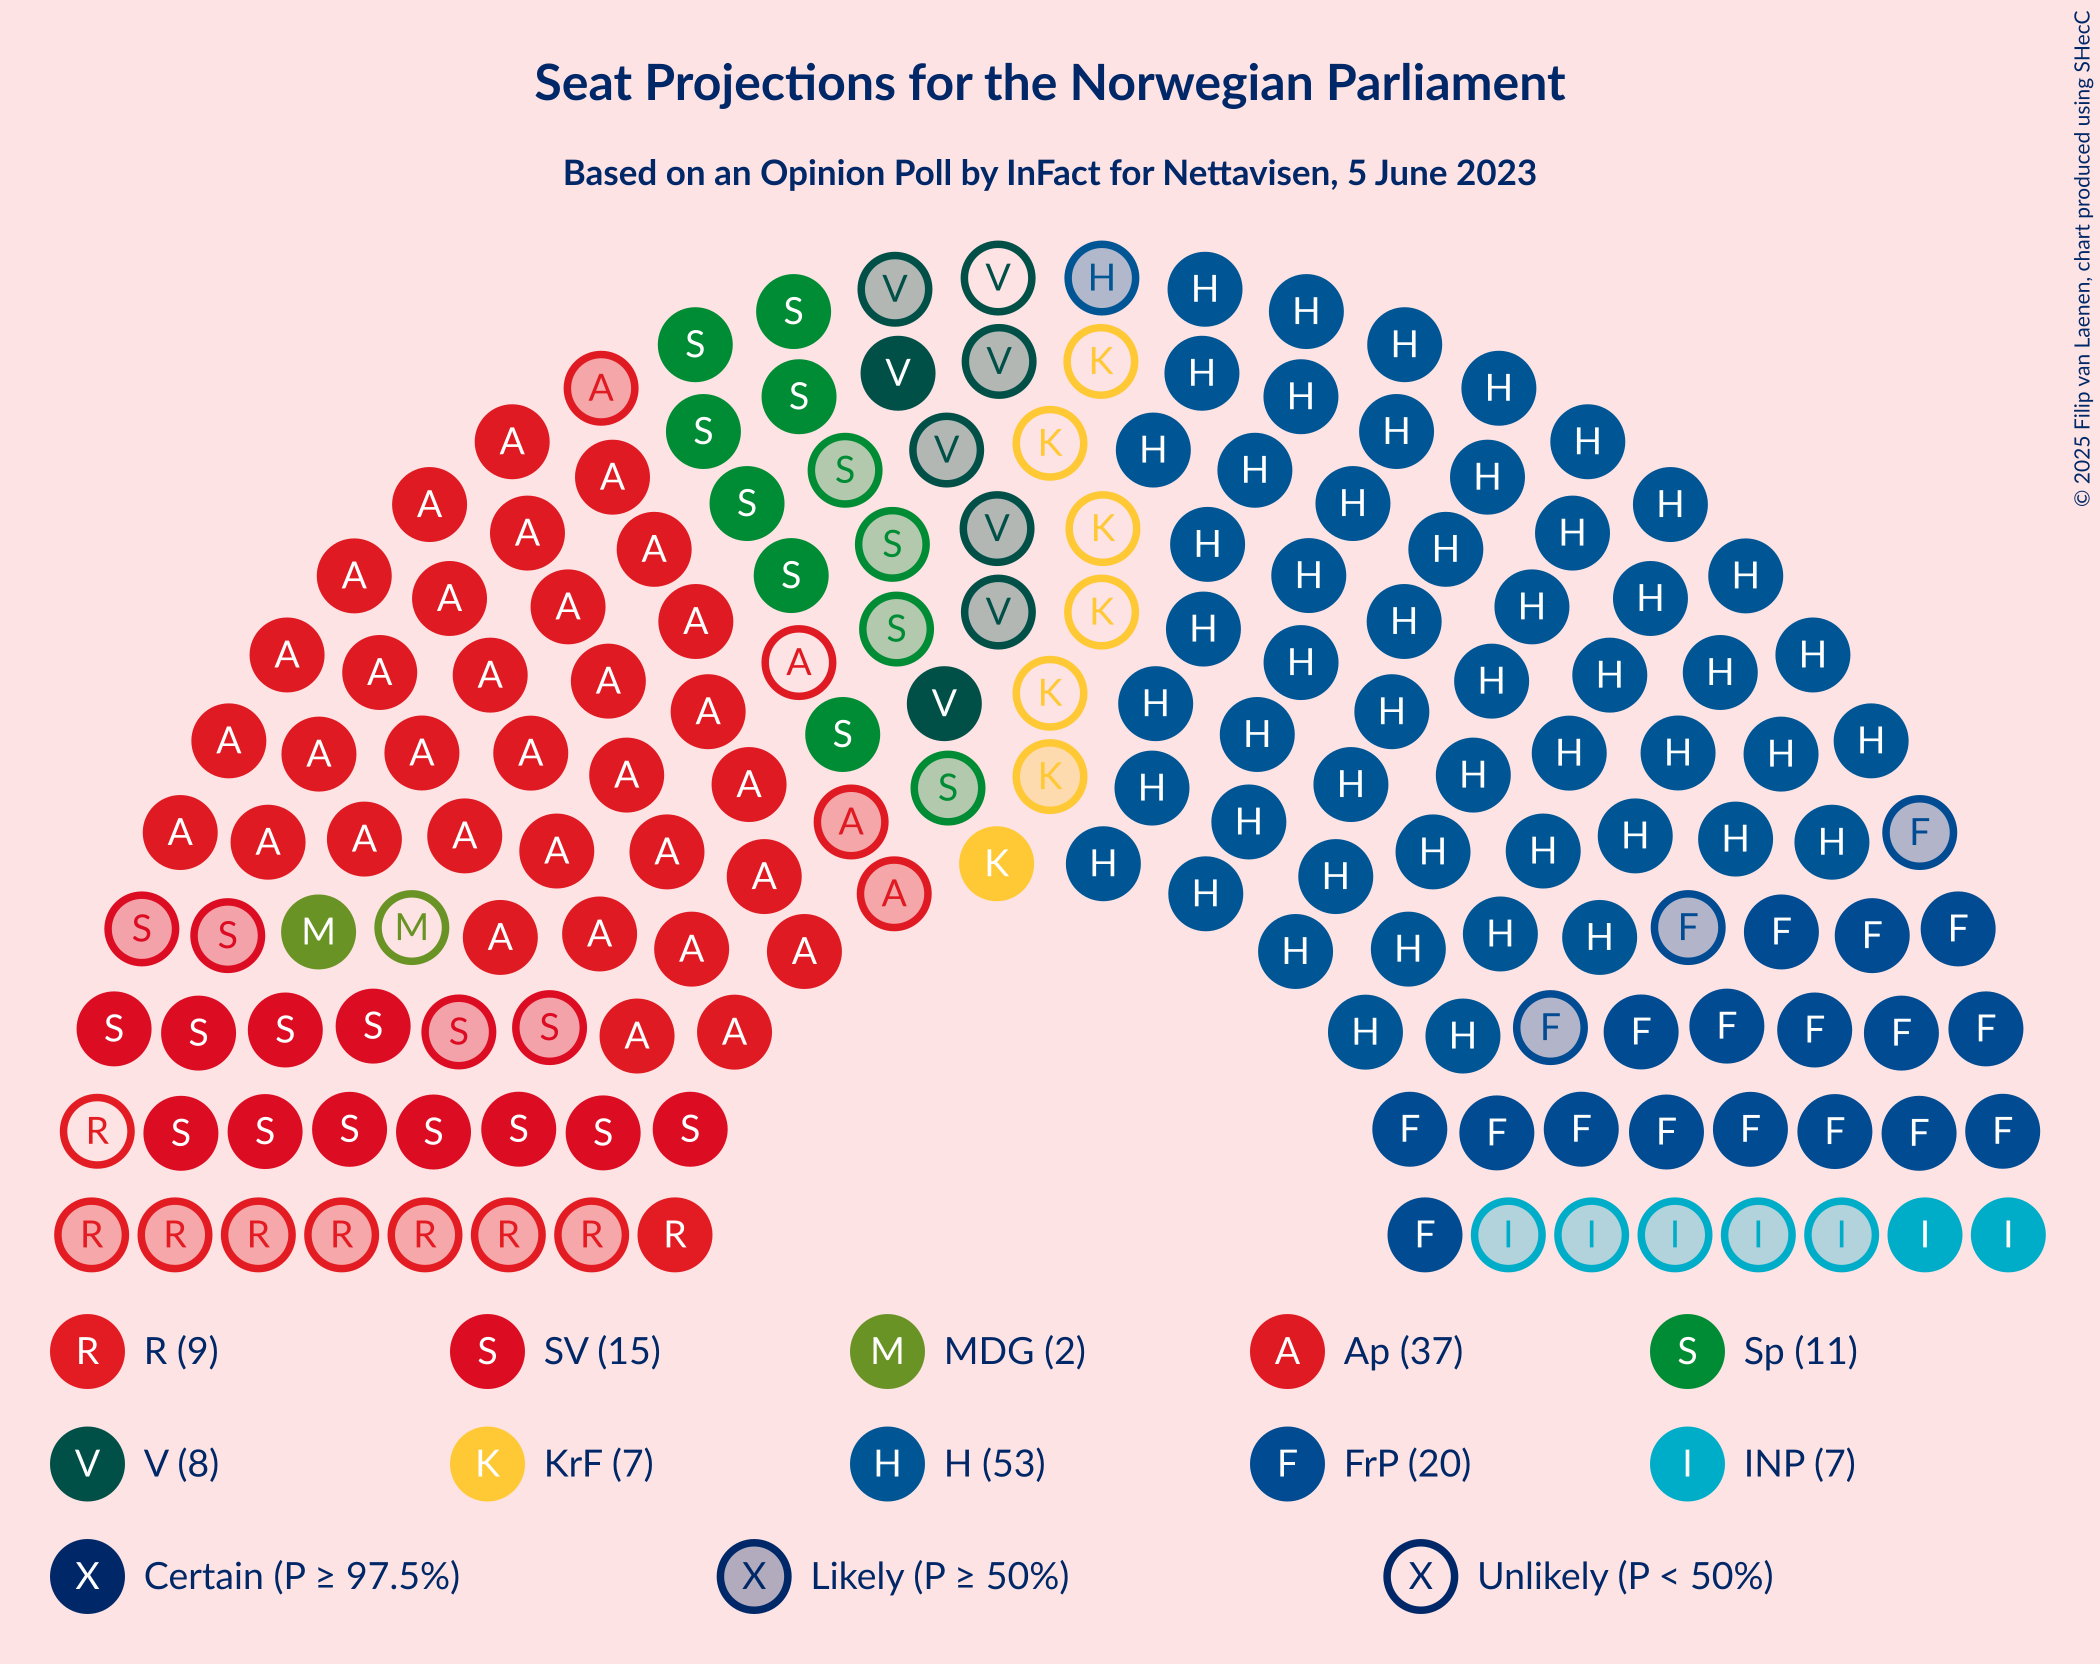 Seat Projections for the Norwegian Parliament
Based on an Opinion Poll by InFact for Nettavisen, 5 June 2023
© 2025 Filip van Laenen, chart produced using SHecC
V H
V H H
S H
S V V K H H
S H
A S V K H H
A S S H H
A S V K H H
A A S S H H H H
A A S S V K H H H H
A A A A S V K H H H H
A A A A A S V K H H H H H
A A A A A S K H H H H H
A A A A A A A S K H H H H H H F
A A A A A A A A K H H H H H H H
S S M M A A A A A H H H H F F F F
S S S S S S A A H H F F F F F F
R S S S S S S S F F F F F F F F
R R R R R R R R F I I I I I I I
R R (9) S SV (15) M MDG (2) A Ap (37) S Sp (11)
V V (8) K KrF (7) H H (53) F FrP (20) I INP (7)
X Certain (P ≥ 97.5%) X Likely (P ≥ 50%) X Unlikely (P < 50%)